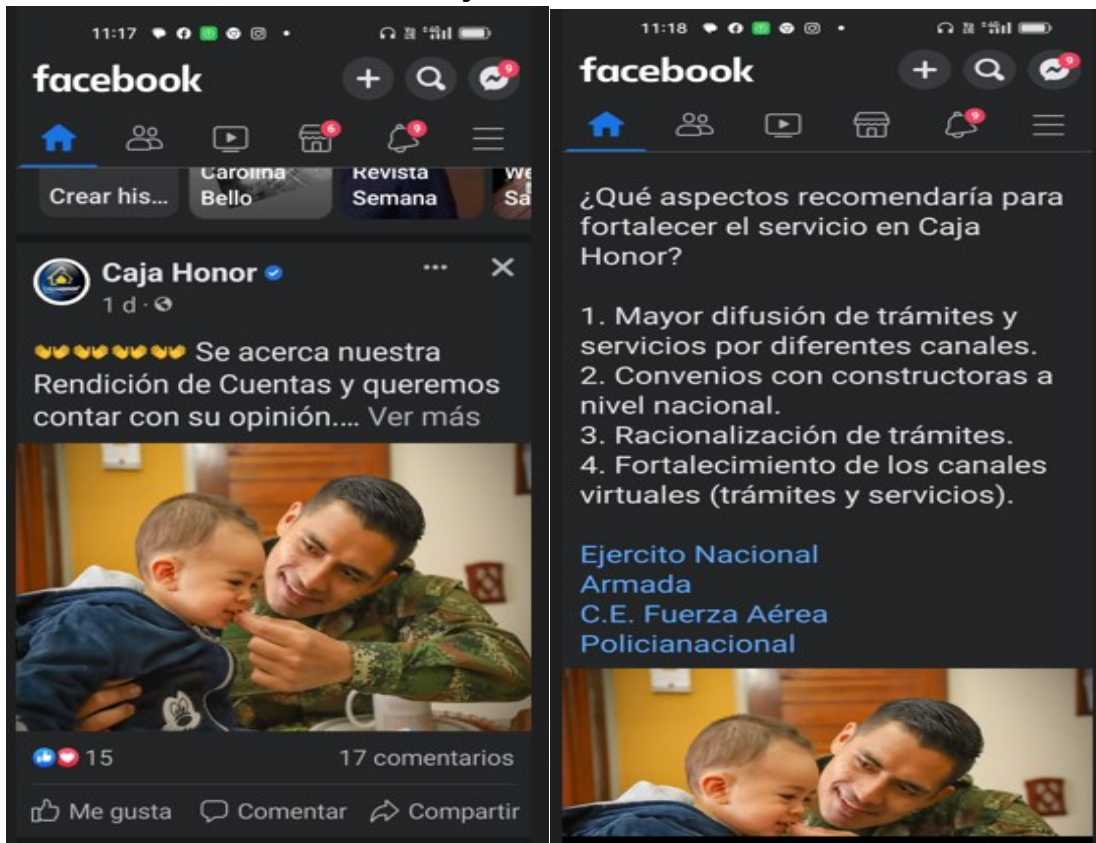 11:17
facebook
9
6
9
Crear his...
Carolina
Bello
Revista
Semana
We
Sa
Caja Honor
1 d
Se acerca nuestra
Rendición de Cuentas y queremos
contar con su opinión.... Ver más
15
17 comentarios
Me gusta
Comentar
Compartir
11:18
facebook
9
9
¿Qué aspectos recomendaría para
fortalecer el servicio en Caja
Honor?
1. Mayor difusión de trámites y
servicios por diferentes canales.
2. Convenios con constructoras a
nivel nacional.
3. Racionalización de trámites.
4. Fortalecimiento de los canales
virtuales (trámites y servicios).
Ejercito Nacional
Armada
C.E. Fuerza Aérea
Policianacional